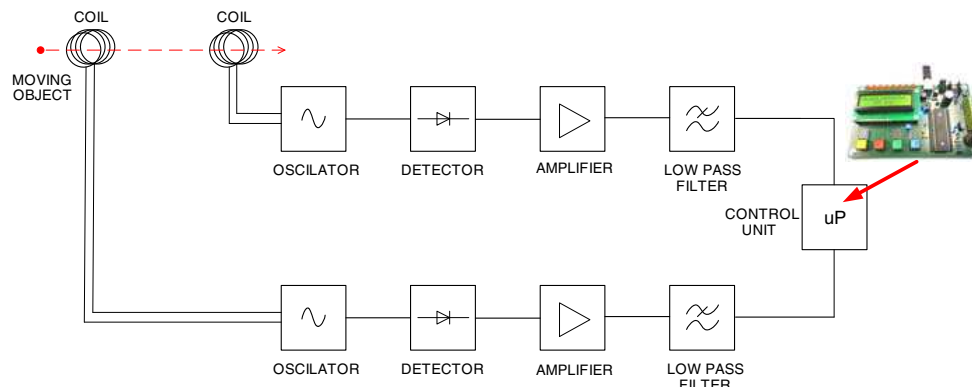 COIL
COIL
MOVING
OBJECT
OSCILATOR
DETECTOR
AMPLIFIER
LOW PASS
FILTER
CONTROL
UNIT
uP
OSCILATOR
DETECTOR
AMPLIFIER
LOW PASS
FILTER